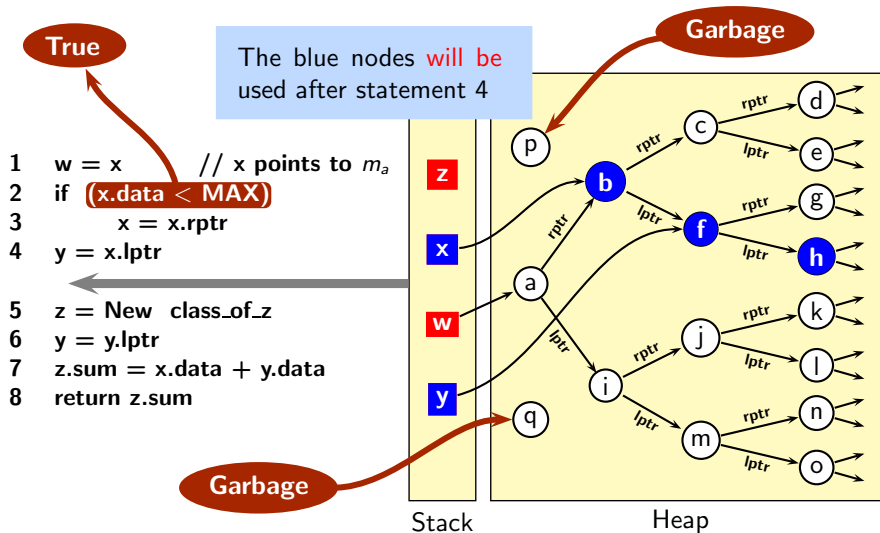 True
The blue nodes will be
used after statement 4
Garbage
1 w = x // x points to mₐ
2 if (x.data < MAX)
3 x = x.rptr
4 y = x.lptr
5 z = New class_of_z
6 y = y.lptr
7 z.sum = x.data + y.data
8 return z.sum
Garbage
z
x
w
y
Stack
p
q
a
b
i
c
f
j
m
d
e
g
h
k
l
n
o
rptr
lptr
rptr
lptr
rptr
lptr
rptr
lptr
rptr
lptr
rptr
lptr
rptr
lptr
Heap